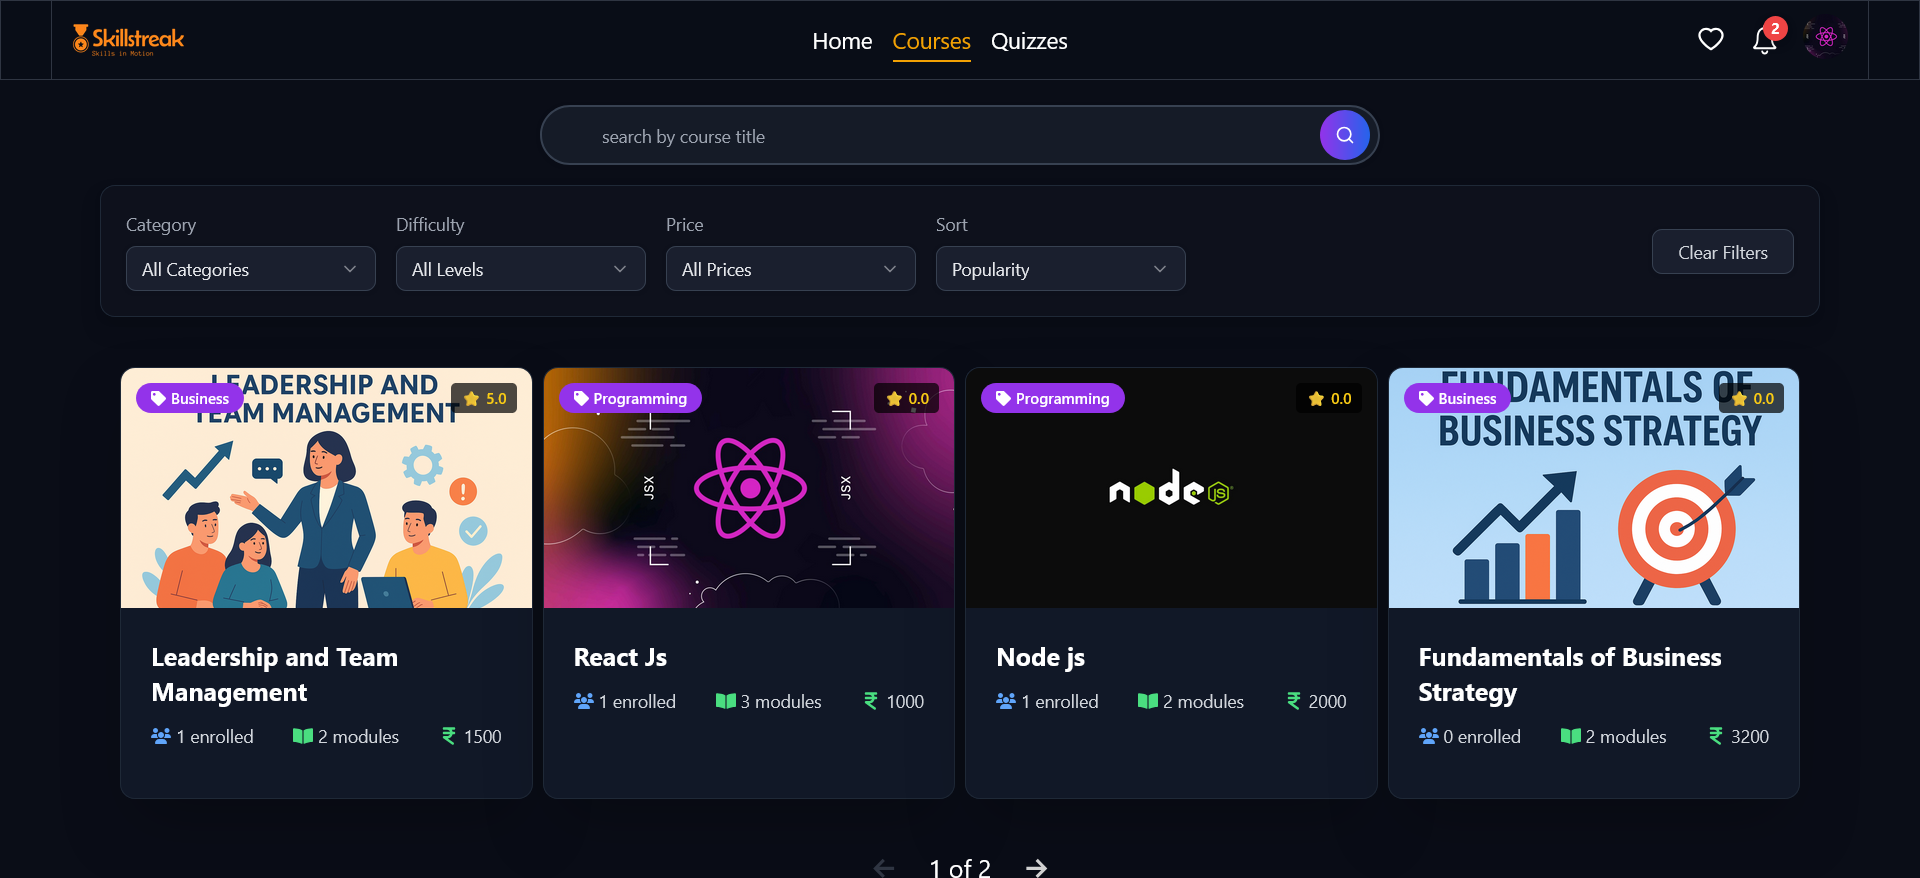 Skillstreak
Skills in Motion
Home
Courses
Quizzes
2
search by course title
Category
Difficulty
Price
Sort
All Categories
All Levels
All Prices
Popularity
Clear Filters
LEADERSHIP AND
TEAM MANAGEMENT
Business
5.0
Programming
0.0
JSX
JSX
Programming
0.0
node
JS
FUNDAMENTALS OF
BUSINESS STRATEGY
Business
0.0
Leadership and Team
Management
1 enrolled
2 modules
₹ 1500
React Js
1 enrolled
3 modules
₹ 1000
Node js
1 enrolled
2 modules
₹ 2000
Fundamentals of Business
Strategy
0 enrolled
2 modules
₹ 3200
1 of 2